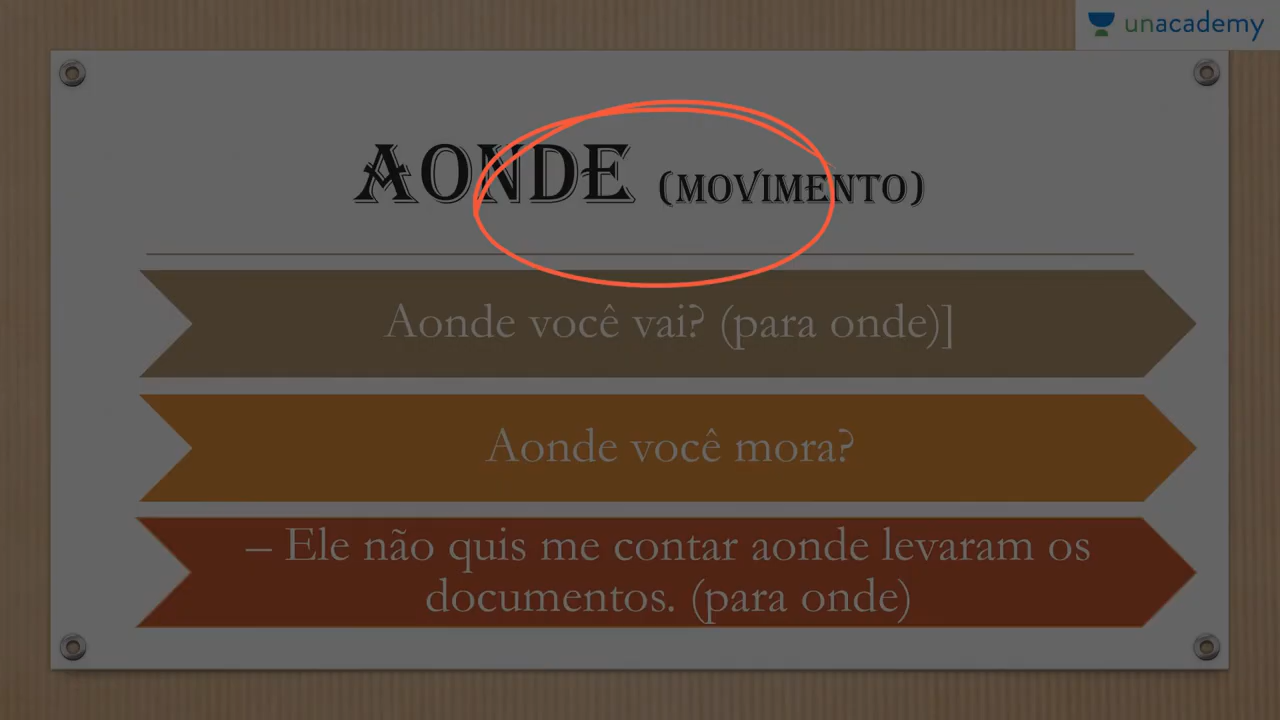 unacademy
AONDE (MOVIMENTO)
Aonde você vai? (para onde)]
Aonde você mora?
– Ele não quis me contar aonde levaram os
documentos. (para onde)